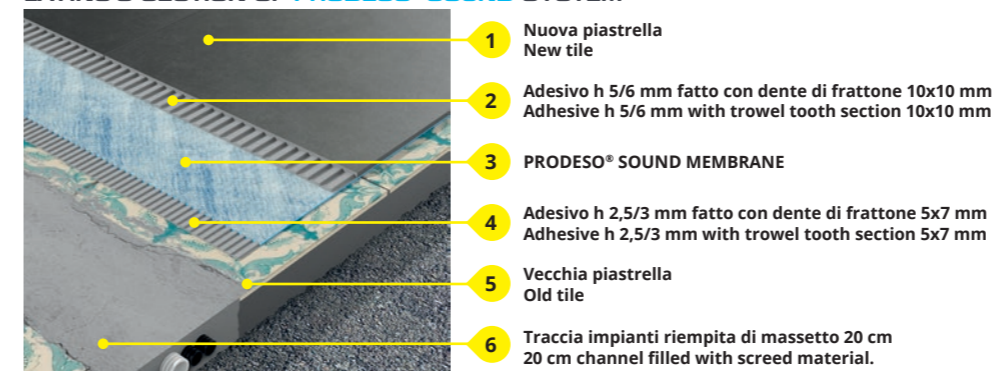 PRODESO® SOUND SYSTEM
1
Nuova piastrella
New tile
2
Adesivo h 5/6 mm fatto con dente di frattone 10x10 mm
Adhesive h 5/6 mm with trowel tooth section 10x10 mm
3
PRODESO® SOUND MEMBRANE
4
Adesivo h 2,5/3 mm fatto con dente di frattone 5x7 mm
Adhesive h 2,5/3 mm with trowel tooth section 5x7 mm
5
Vecchia piastrella
Old tile
6
Traccia impianti riempita di massetto 20 cm
20 cm channel filled with screed material.